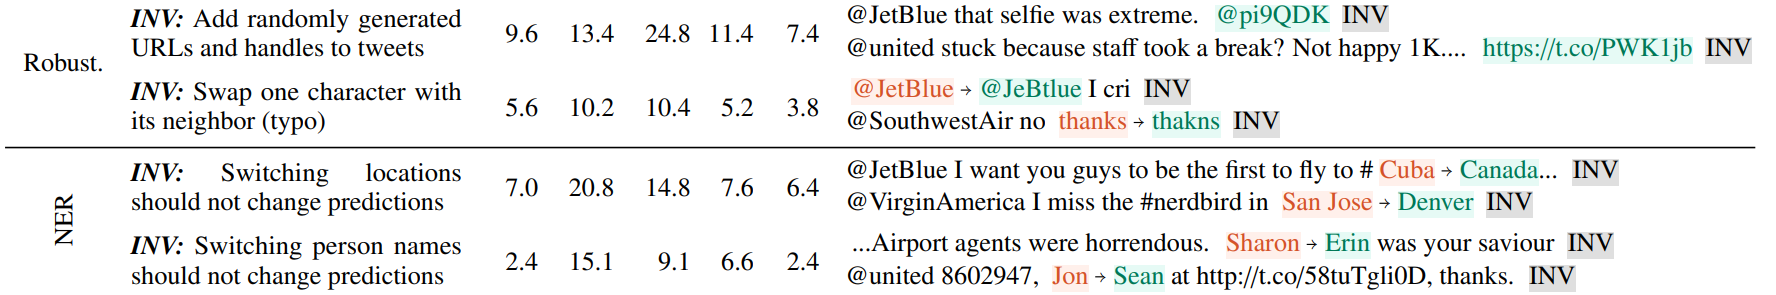 Robust.
INV: Add randomly generated
URLs and handles to tweets
9.6 13.4 24.8 11.4 7.4
@JetBlue that selfie was extreme. @pi9QDK INV
@united stuck because staff took a break? Not happy 1K.... https://t.co/PWK1jb INV
INV: Swap one character with
its neighbor (typo)
5.6 10.2 10.4 5.2 3.8
@JetBlue → @JeBtlue I cri INV
@SouthwestAir no thanks → thakns INV
NER
INV: Switching locations
should not change predictions
7.0 20.8 14.8 7.6 6.4
@JetBlue I want you guys to be the first to fly to # Cuba → Canada... INV
@VirginAmerica I miss the #nerdbird in San Jose → Denver INV
INV: Switching person names
should not change predictions
2.4 15.1 9.1 6.6 2.4
...Airport agents were horrendous. Sharon → Erin was your saviour INV
@united 8602947, Jon → Sean at http://t.co/58tuTgli0D, thanks. INV